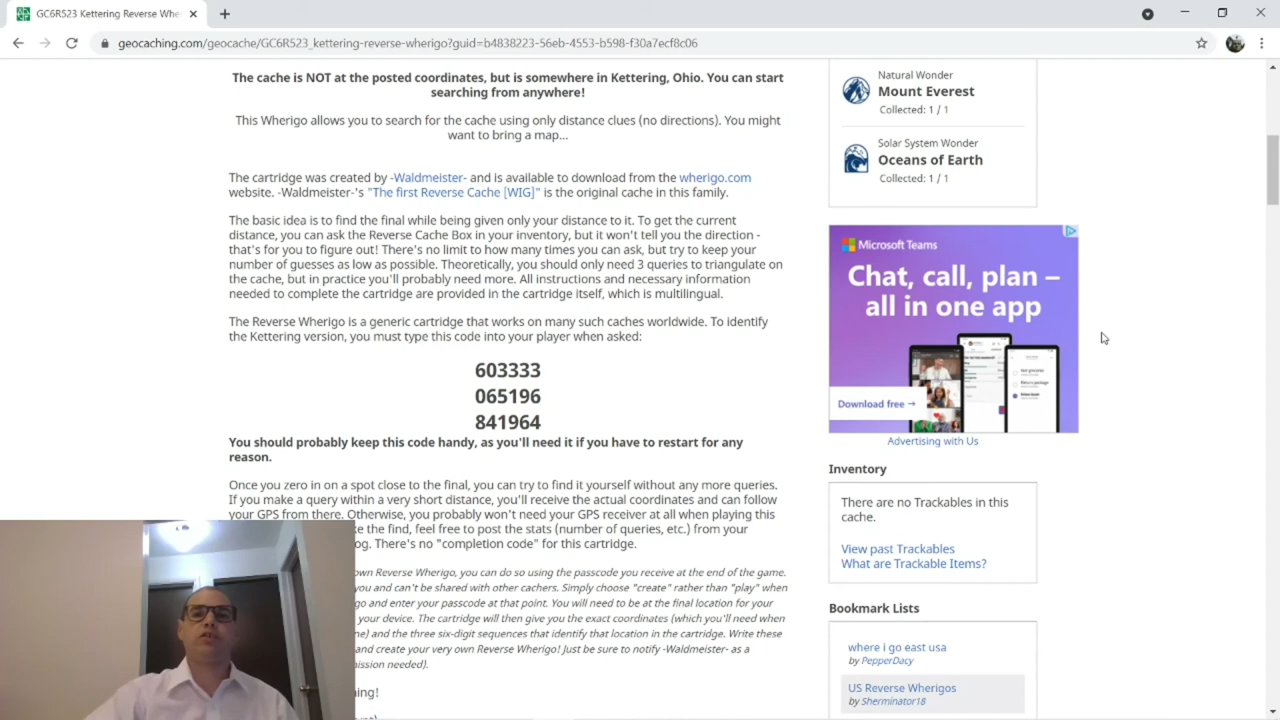 GC6R523 Kettering Reverse Whe
geocaching.com/geocache/GC6R523_kettering-reverse-wherigo?guid=b4838223-56eb-4553-b598-f30a7ecf8c06
The cache is NOT at the posted coordinates, but is somewhere in Kettering, Ohio. You can start
searching from anywhere!
This Wherigo allows you to search for the cache using only distance clues (no directions). You might
want to bring a map...
The cartridge was created by -Waldmeister- and is available to download from the wherigo.com
website. -Waldmeister-'s "The first Reverse Cache [WIG]" is the original cache in this family.
The basic idea is to find the final while being given only your distance to it. To get the current
distance, you can ask the Reverse Cache Box in your inventory, but it won't tell you the direction -
that's for you to figure out! There's no limit to how many times you can ask, but try to keep your
number of guesses as low as possible. Theoretically, you should only need 3 queries to triangulate on
the cache, but in practice you'll probably need more. All instructions and necessary information
needed to complete the cartridge are provided in the cartridge itself, which is multilingual.
The Reverse Wherigo is a generic cartridge that works on many such caches worldwide. To identify
the Kettering version, you must type this code into your player when asked:
603333
065196
841964
You should probably keep this code handy, as you'll need it if you have to restart for any
reason.
Once you zero in on a spot close to the final, you can try to find it yourself without any more queries.
If you make a query within a very short distance, you'll receive the actual coordinates and can follow
your GPS from there. Otherwise, you probably won't need your GPS receiver at all when playing this
ke the find, feel free to post the stats (number of queries, etc.) from your
og. There's no "completion code" for this cartridge.
own Reverse Wherigo, you can do so using the passcode you receive at the end of the game.
you and can't be shared with other cachers. Simply choose "create" rather than "play" when
go and enter your passcode at that point. You will need to be at the final location for your
your device. The cartridge will then give you the exact coordinates (which you'll need when
ne) and the three six-digit sequences that identify that location in the cartridge. Write these
and create your very own Reverse Wherigo! Just be sure to notify -Waldmeister- as a
mission needed).
ing!
Natural Wonder
Mount Everest
Collected: 1 / 1
Solar System Wonder
Oceans of Earth
Collected: 1 / 1
Microsoft Teams
Chat, call, plan –
all in one app
Download free →
Advertising with Us
Inventory
There are no Trackables in this
cache.
View past Trackables
What are Trackable Items?
Bookmark Lists
where i go east usa
by PepperDacy
US Reverse Wherigos
by Sherminator18